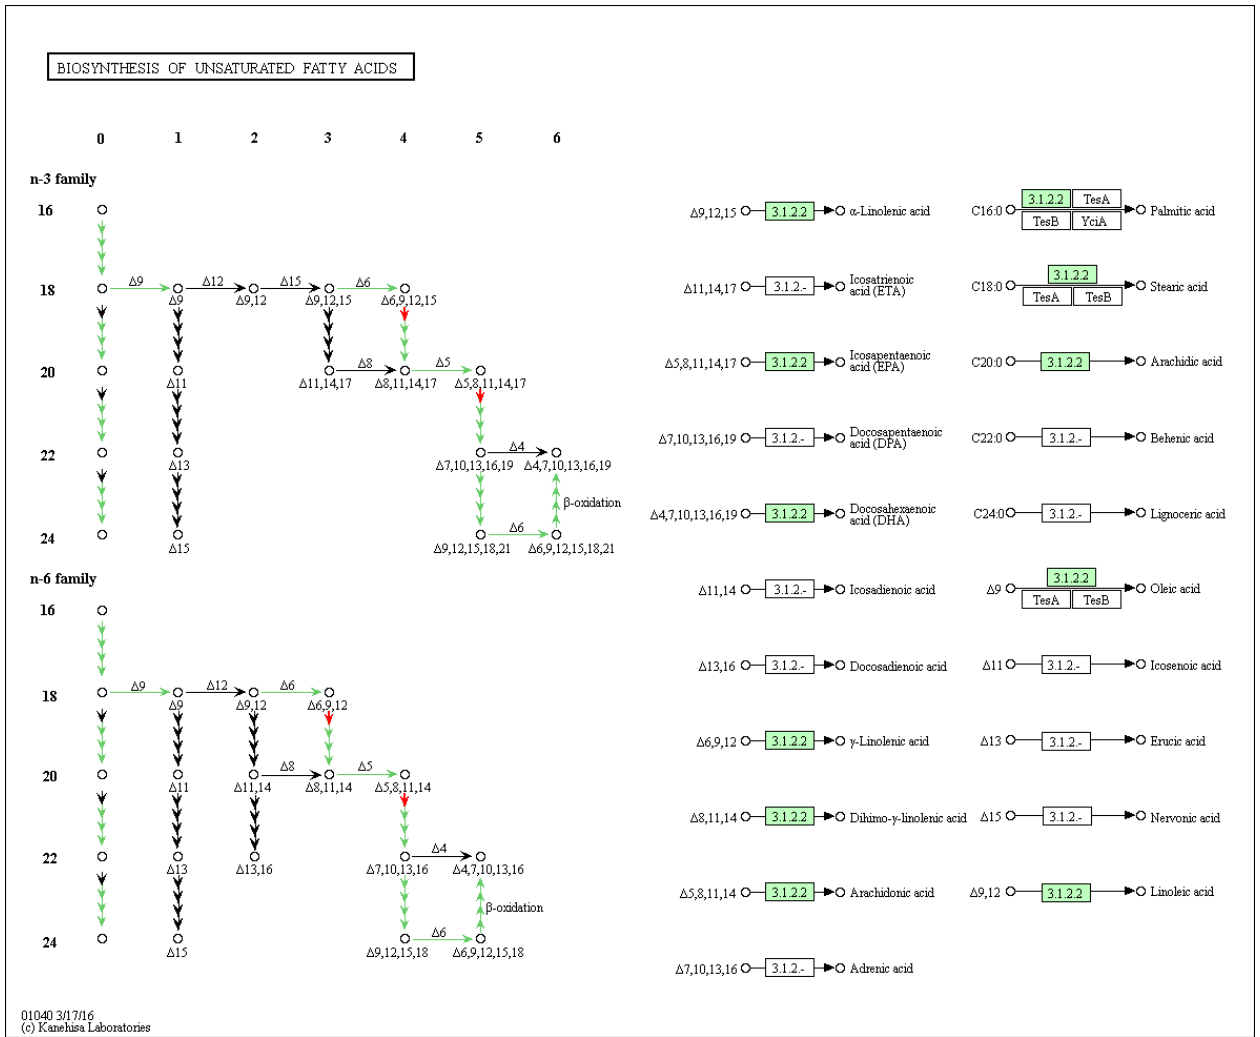 BIOSYNTHESIS OF UNSATURATED FATTY ACIDS
0 1 2 3 4 5 6
n-3 family
16
Δ9 Δ12 Δ15 Δ6
18
Δ9 Δ9,12 Δ9,12,15 Δ6,9,12,15
Δ8 Δ5
20
Δ11 Δ11,14,17 Δ8,11,14,17 Δ5,8,11,14,17
Δ4
22
Δ13 Δ7,10,13,16,19 Δ4,7,10,13,16,19
β-oxidation
Δ6
24
Δ15 Δ9,12,15,18,21 Δ6,9,12,15,18,21
n-6 family
16
Δ9 Δ12 Δ6
18
Δ9 Δ9,12 Δ6,9,12
Δ8 Δ5
20
Δ11 Δ11,14 Δ8,11,14 Δ5,8,11,14
Δ4
22
Δ13 Δ13,16 Δ7,10,13,16 Δ4,7,10,13,16
β-oxidation
Δ6
24
Δ15 Δ9,12,15,18 Δ6,9,12,15,18
Δ9,12,15 3.1.2.2 α-Linolenic acid
Δ11,14,17 3.1.2.- Icosatrienoic
acid (ETA)
Δ5,8,11,14,17 3.1.2.2 Icosapentaenoic
acid (EPA)
Δ7,10,13,16,19 3.1.2.- Docosapentaenoic
acid (DPA)
Δ4,7,10,13,16,19 3.1.2.2 Docosahexaenoic
acid (DHA)
Δ11,14 3.1.2.- Icosadienoic acid
Δ13,16 3.1.2.- Docosadienoic acid
Δ6,9,12 3.1.2.2 γ-Linolenic acid
Δ8,11,14 3.1.2.2 Dihimo-γ-linolenic acid
Δ5,8,11,14 3.1.2.2 Arachidonic acid
Δ7,10,13,16 3.1.2.- Adrenic acid
3.1.2.2 TesA
C16:0 Palmitic acid
TesB YciA
3.1.2.2
C18:0 Stearic acid
TesA TesB
C20:0 3.1.2.2 Arachidic acid
C22:0 3.1.2.- Behenic acid
C24:0 3.1.2.- Lignoceric acid
3.1.2.2
Δ9 Oleic acid
TesA TesB
Δ11 3.1.2.- Icosenoic acid
Δ13 3.1.2.- Erucic acid
Δ15 3.1.2.- Nervonic acid
Δ9,12 3.1.2.2 Linoleic acid
01040 3/17/16
(c) Kanehisa Laboratories